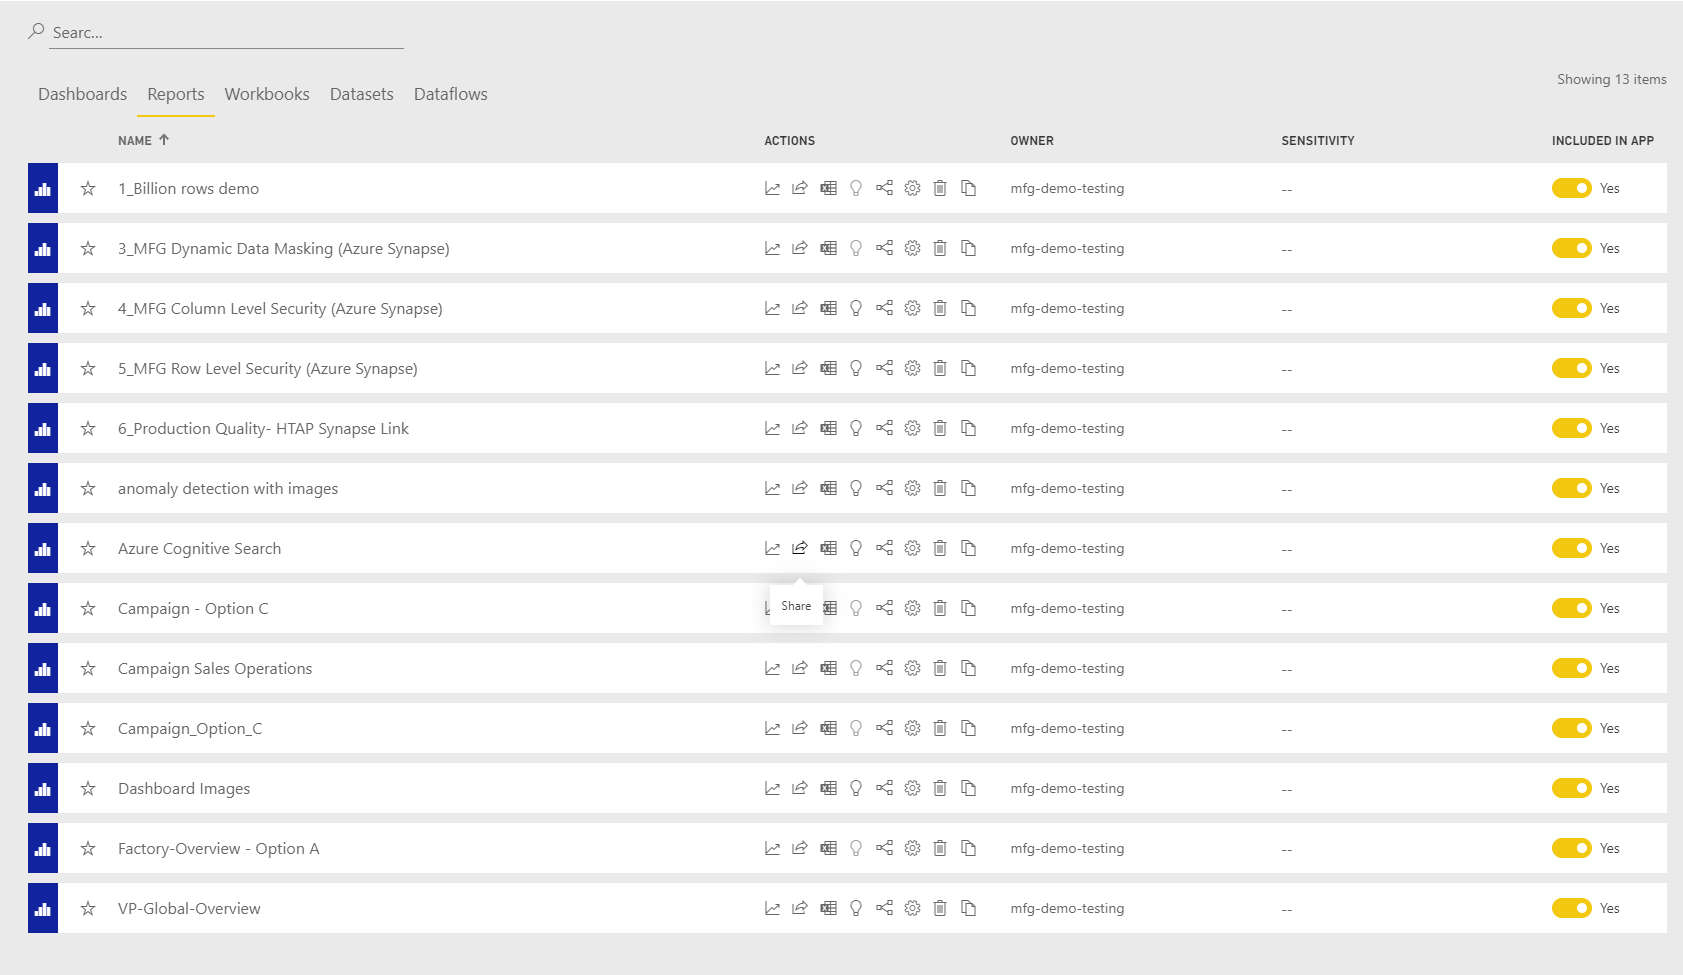 Searc...
Showing 13 items
Dashboards Reports Workbooks Datasets Dataflows
NAME ACTIONS OWNER SENSITIVITY INCLUDED IN APP
1_Billion rows demo mfg-demo-testing -- Yes
3_MFG Dynamic Data Masking (Azure Synapse) mfg-demo-testing -- Yes
4_MFG Column Level Security (Azure Synapse) mfg-demo-testing -- Yes
5_MFG Row Level Security (Azure Synapse) mfg-demo-testing -- Yes
6_Production Quality- HTAP Synapse Link mfg-demo-testing -- Yes
anomaly detection with images mfg-demo-testing -- Yes
Azure Cognitive Search mfg-demo-testing -- Yes
Campaign - Option C Share mfg-demo-testing -- Yes
Campaign Sales Operations mfg-demo-testing -- Yes
Campaign_Option_C mfg-demo-testing -- Yes
Dashboard Images mfg-demo-testing -- Yes
Factory-Overview - Option A mfg-demo-testing -- Yes
VP-Global-Overview mfg-demo-testing -- Yes